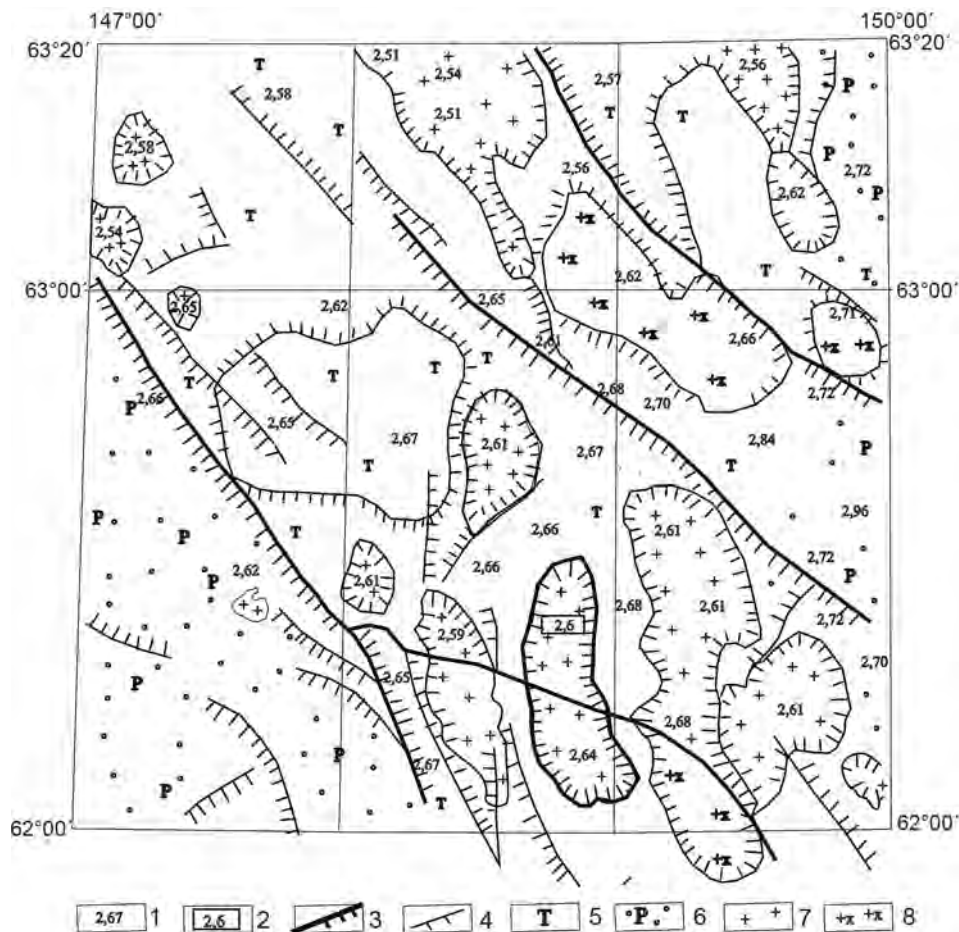 147°00´ 150°00´
63°20´ 63°20´
2,51 2,54 2,57 2,56 P
T 2,58 2,51 T T
T P
2,58 2,56 2,62 2,72 P
T +x
2,54 +x 2,62 T T
63°00´ 63°00´
2,65 2,62 2,65 +x +x 2,71
2,61 2,66 +x +x
T T T
2,66 2,68 2,70 +x 2,72
P 2,65 2,67 2,61 2,67 2,84 P
T T
P T T 2,61 2,96
P 2,66
2,62 2,66 2,72
P 2,61 2,68 2,61 P
2,59 2,6 2,72
2,65 2,70
P 2,68 2,61
P 2,67 2,64 +x
P T +x
62°00´ 62°00´
+x
2,67 1 2,6 2 3 4 T 5 P 6 + + 7 +x +x 8